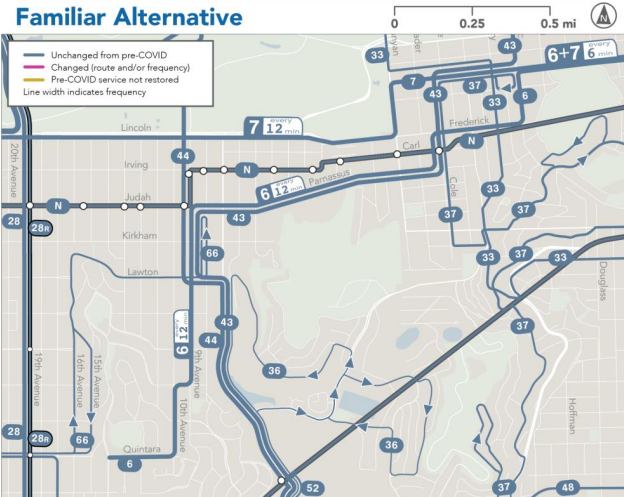 Familiar Alternative
0 0.25 0.5 mi
N
Unchanged from pre-COVID
Changed (route and/or frequency)
Pre-COVID service not restored
Line width indicates frequency
33
43
6+7 every 6 min
7
37
43
33
6
Lincoln
7 every 12 min
Frederick
N
20th Avenue
Irving
44
N
Carl
6 every 12 min
Parnassus
Cole
33
Judah
N
28
28R
43
37
37
Kirkham
66
33
37
33
Lawton
Douglass
43
44
6 every 12 min
37
19th Avenue
15th Avenue
16th Avenue
9th Avenue
10th Avenue
36
Hoffman
28
28R
66
Quintara
6
36
52
37
48